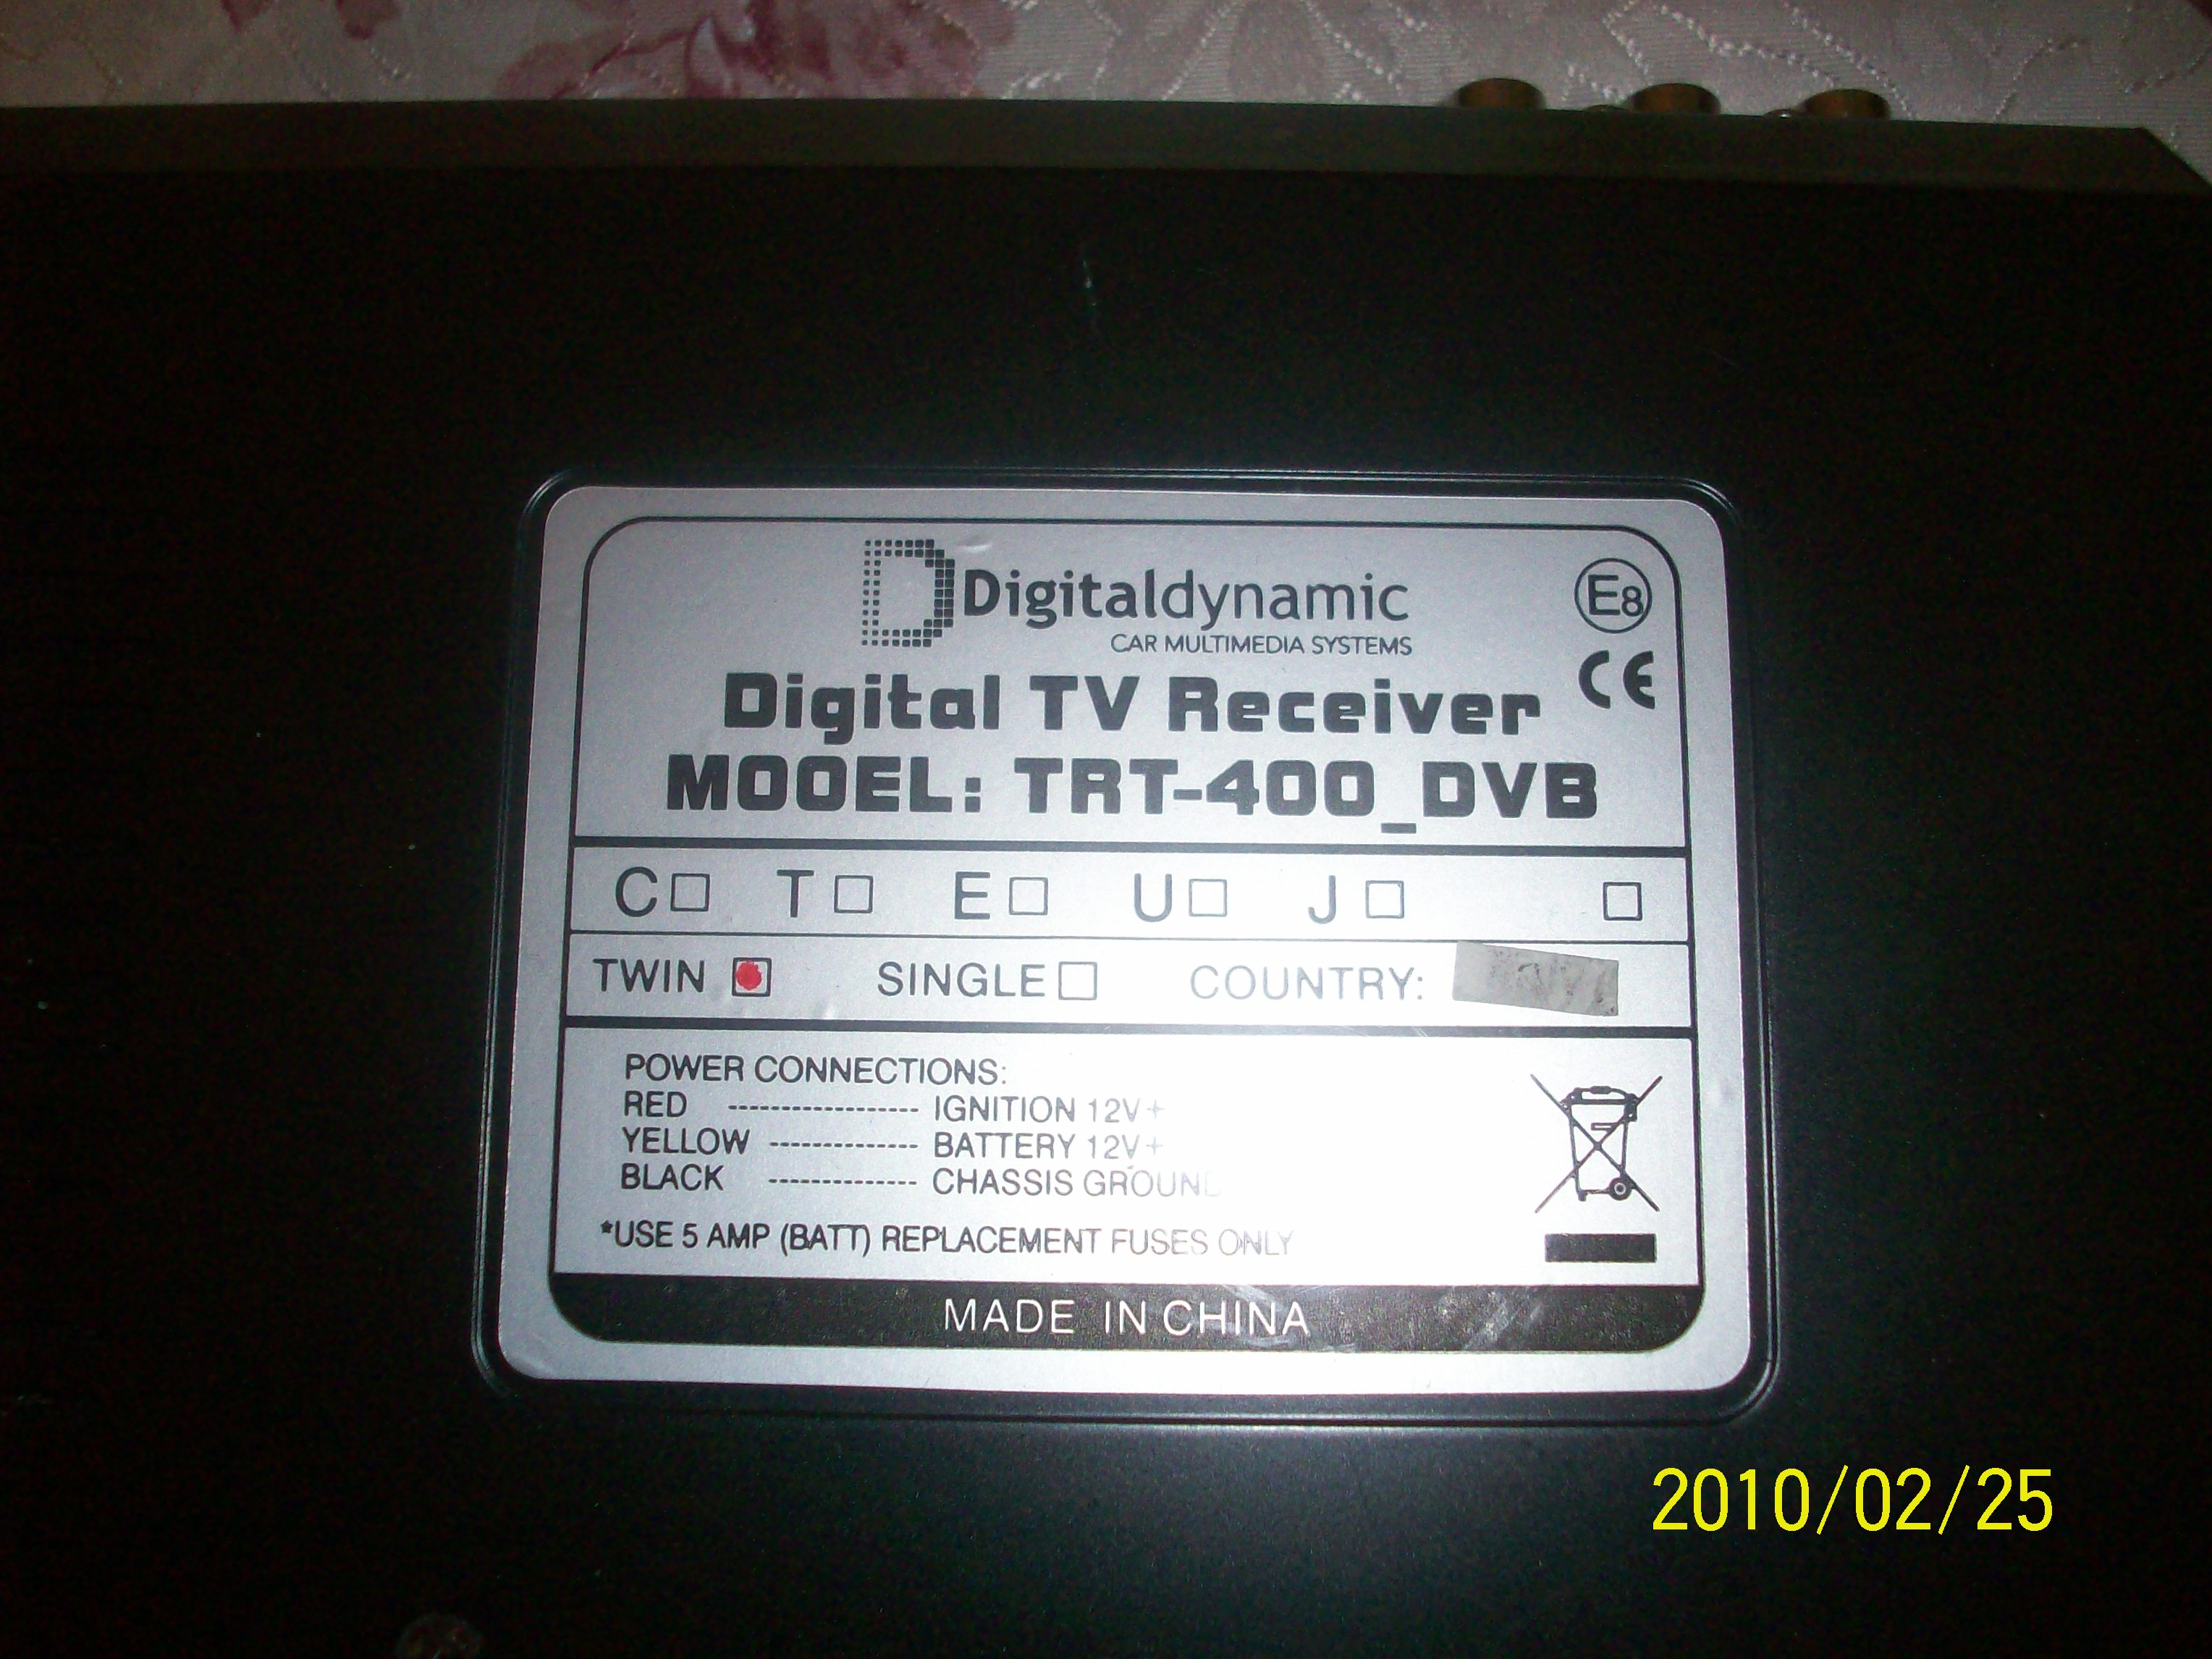 Digitaldynamic
CAR MULTIMEDIA SYSTEMS
E8
CE
Digital TV Receiver
MOOEL: TRT-400_DVB
C T E U J
TWIN SINGLE COUNTRY:
POWER CONNECTIONS:
RED ------------------ IGNITION 12V+
YELLOW -------------- BATTERY 12V+
BLACK -------------- CHASSIS GROUND
*USE 5 AMP (BATT) REPLACEMENT FUSES ONLY
MADE IN CHINA
2010/02/25